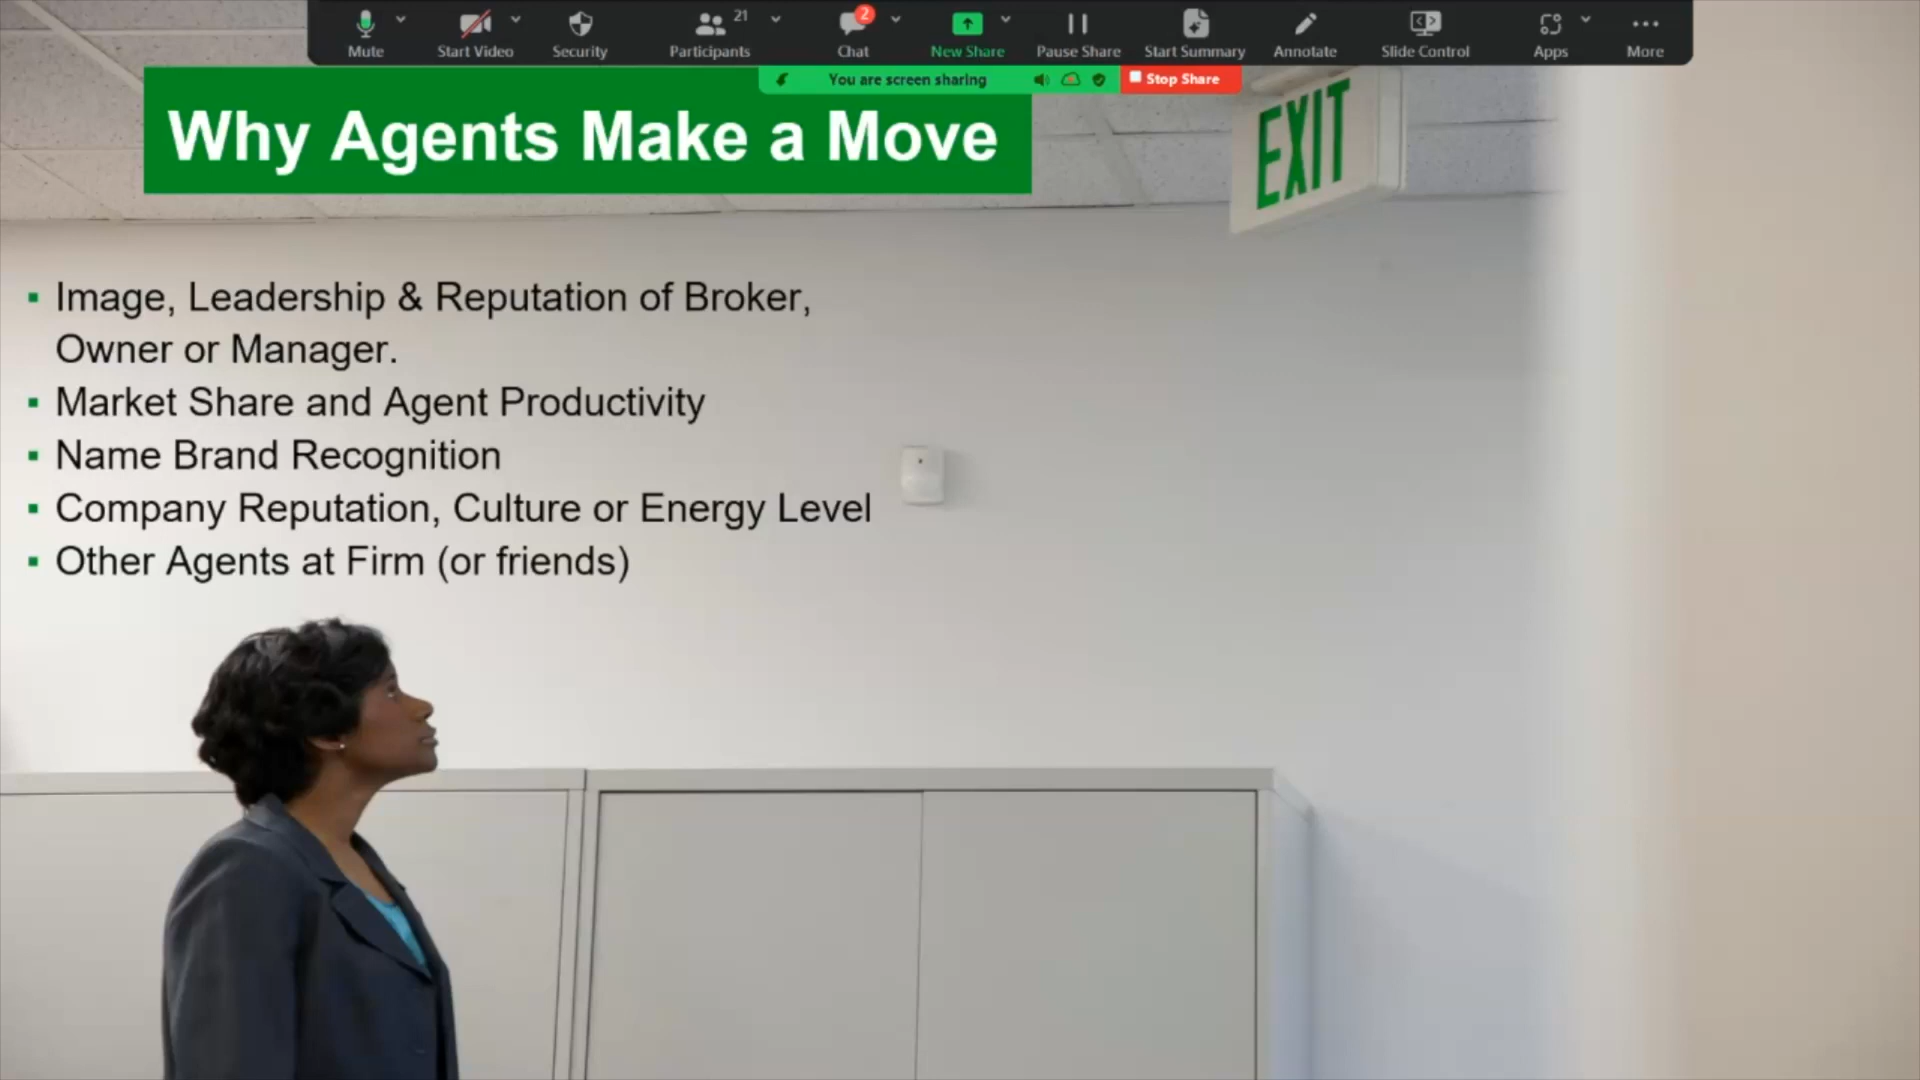 Mute
Start Video
Security
21
Participants
2
Chat
New Share
Pause Share
Start Summary
Annotate
Slide Control
Apps
More
You are screen sharing
Stop Share
Why Agents Make a Move
EXIT
Image, Leadership & Reputation of Broker,
Owner or Manager.
Market Share and Agent Productivity
Name Brand Recognition
Company Reputation, Culture or Energy Level
Other Agents at Firm (or friends)